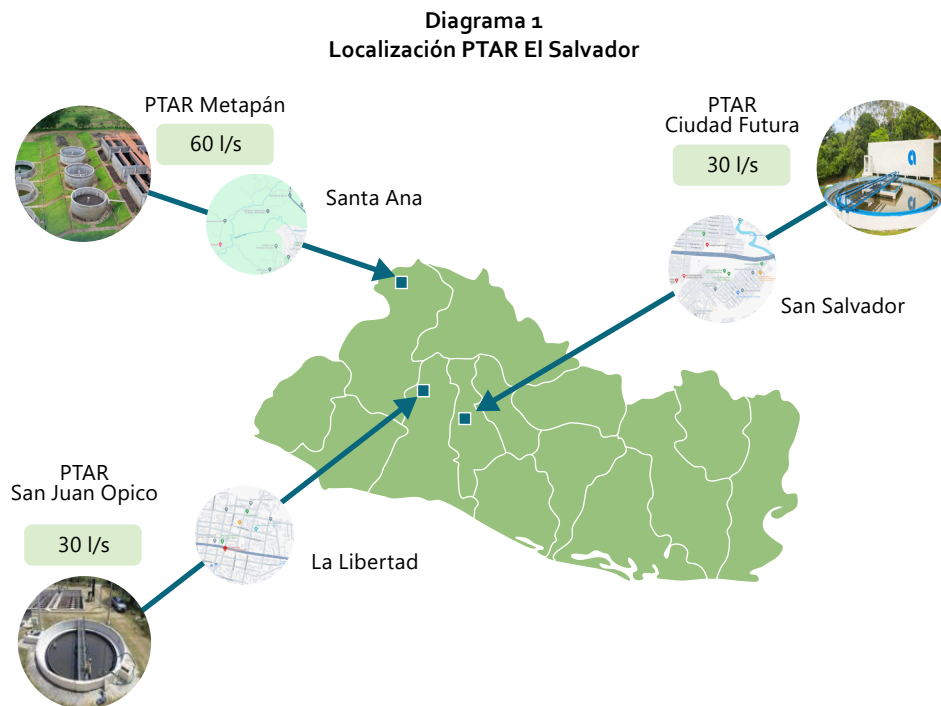 Diagrama 1
Localización PTAR El Salvador
PTAR Metapán
60 l/s
Santa Ana
PTAR
Ciudad Futura
30 l/s
San Salvador
PTAR
San Juan Opico
30 l/s
La Libertad